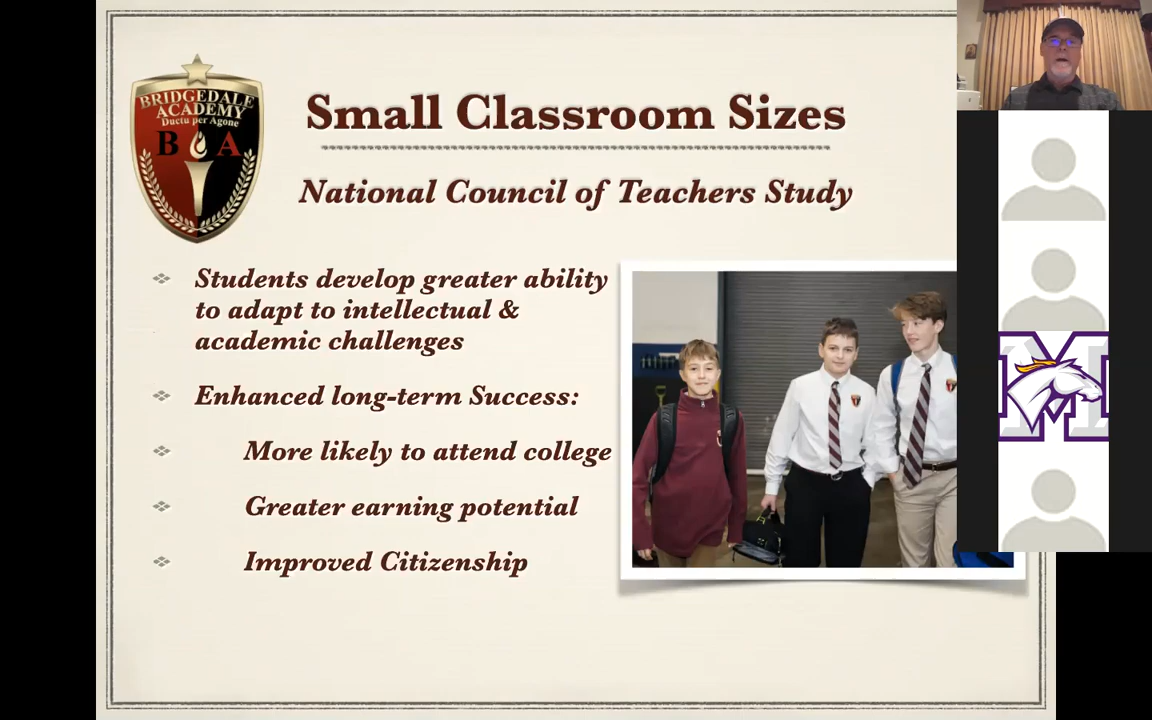 BRIDGEDALE
ACADEMY
Ductu per Agone
B A
Small Classroom Sizes
National Council of Teachers Study
Students develop greater ability
to adapt to intellectual &
academic challenges
Enhanced long-term Success:
More likely to attend college
Greater earning potential
Improved Citizenship
M